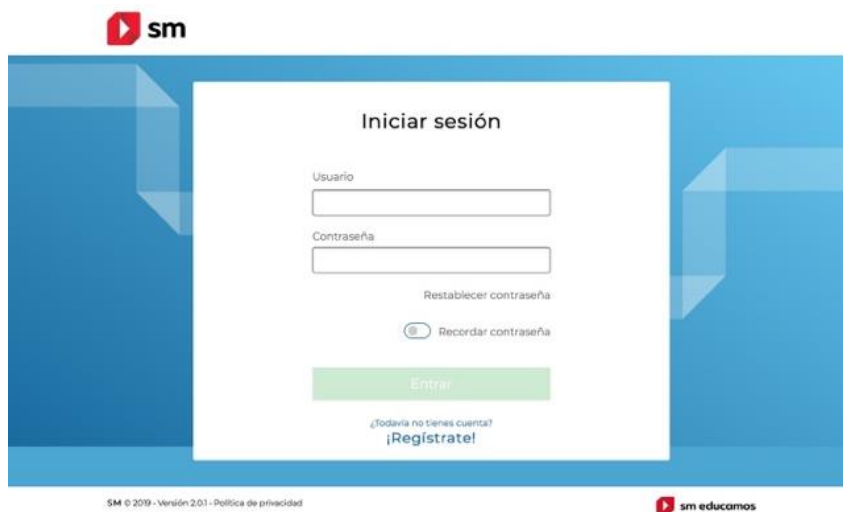 sm
Iniciar sesión
Usuario
Contraseña
Restablecer contraseña
Recordar contraseña
Entrar
¿Todavía no tienes cuenta?
¡Regístrate!
SM © 2019 - Versión 2.0.1 - Política de privacidad
sm educamos